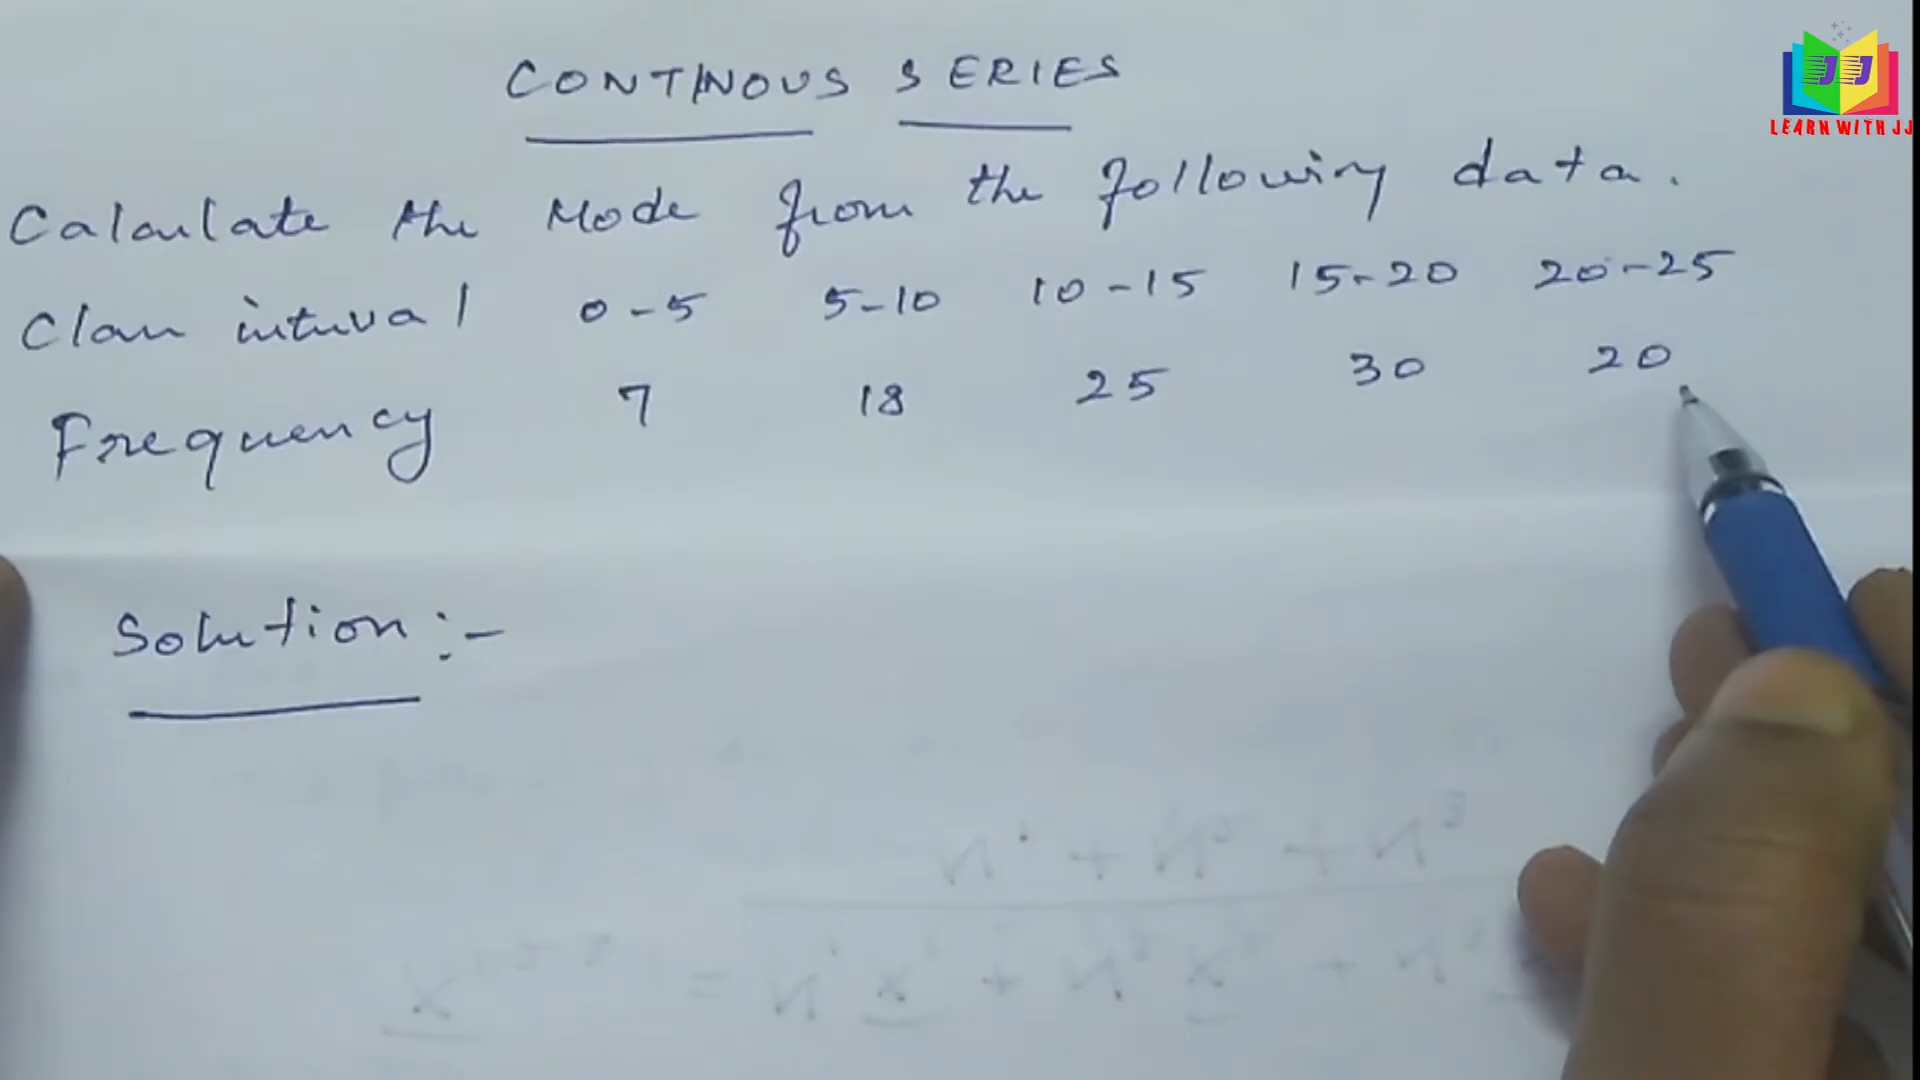 CONTINOUS SERIES
Calculate the Mode from the following data.
Class interval 0-5 5-10 10-15 15-20 20-25
Frequency 7 18 25 30 20
Solution:-
JJ
LEARN WITH JJ